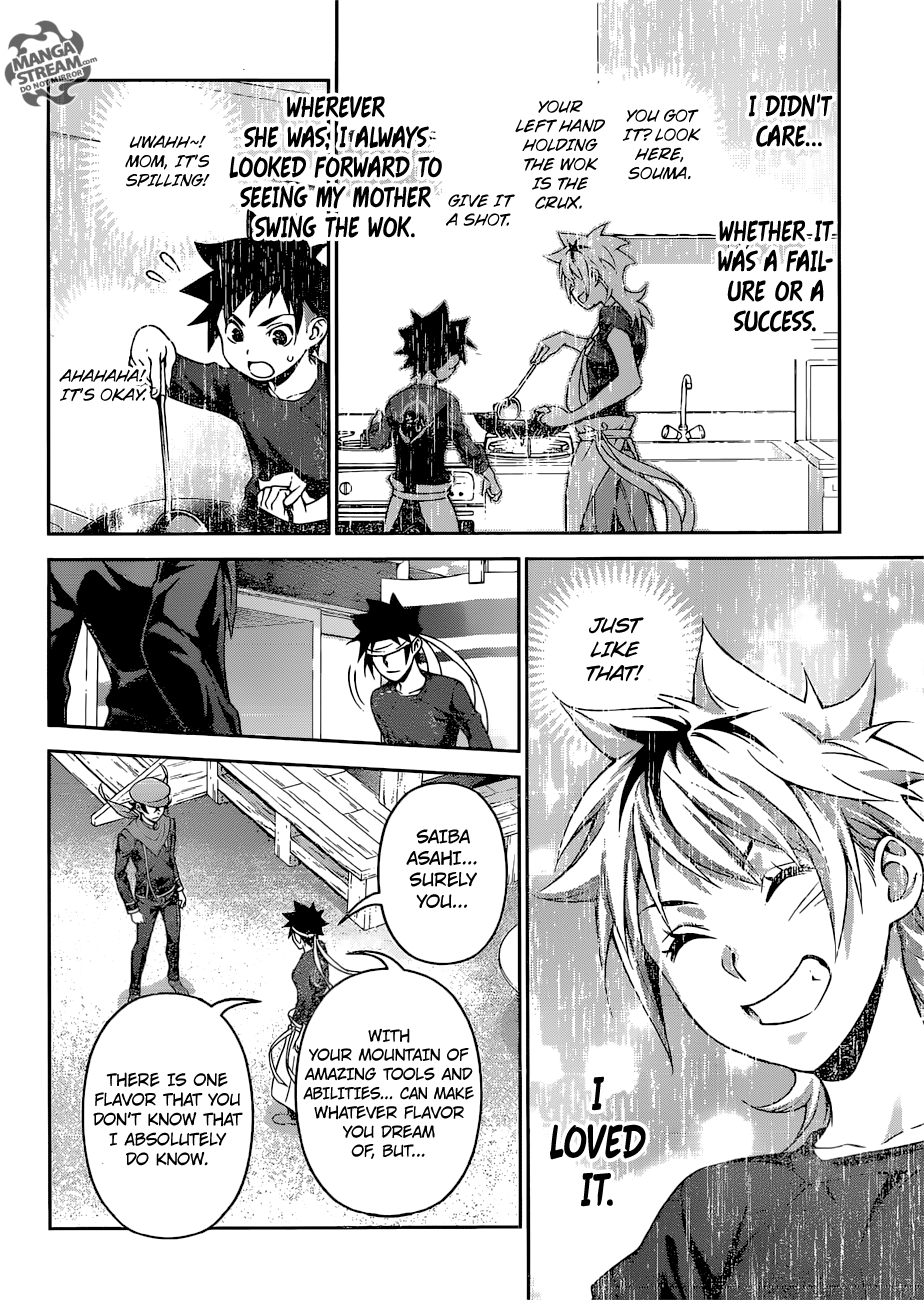 MANGA
STREAM.com
DO NOT MIRROR
I DIDN'T
CARE...
WHETHER IT
WAS A FAIL-
URE OR A
SUCCESS.
YOU GOT
IT? LOOK
HERE,
SOUMA.
YOUR
LEFT HAND
HOLDING
THE WOK
IS THE
CRUX.
GIVE IT
A SHOT.
WHEREVER
SHE WAS, I ALWAYS
LOOKED FORWARD TO
SEEING MY MOTHER
SWING THE WOK.
UWAHH~!
MOM, IT'S
SPILLING!
AHAHAHA!
IT'S OKAY.
JUST
LIKE
THAT!
I
LOVED
IT.
SAIBA
ASAHI...
SURELY
YOU...
WITH
YOUR MOUNTAIN OF
AMAZING TOOLS AND
ABILITIES... CAN MAKE
WHATEVER FLAVOR
YOU DREAM
OF, BUT...
THERE IS ONE
FLAVOR THAT YOU
DON'T KNOW THAT
I ABSOLUTELY
DO KNOW.